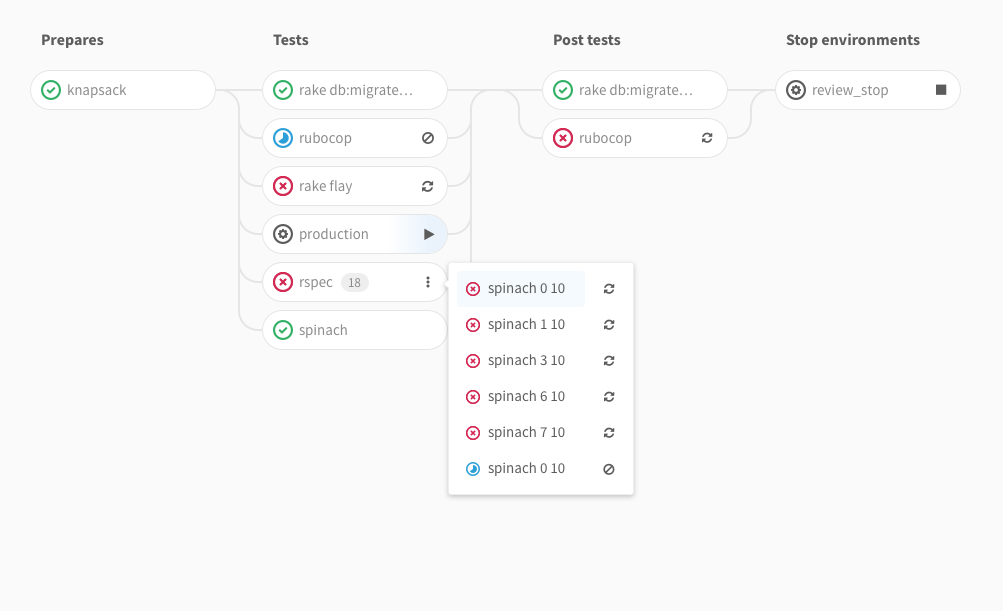 Prepares
knapsack
Tests
rake db:migrate…
rubocop
rake flay
production
rspec 18
spinach
spinach 0 10
spinach 1 10
spinach 3 10
spinach 6 10
spinach 7 10
spinach 0 10
Post tests
rake db:migrate…
rubocop
Stop environments
review_stop